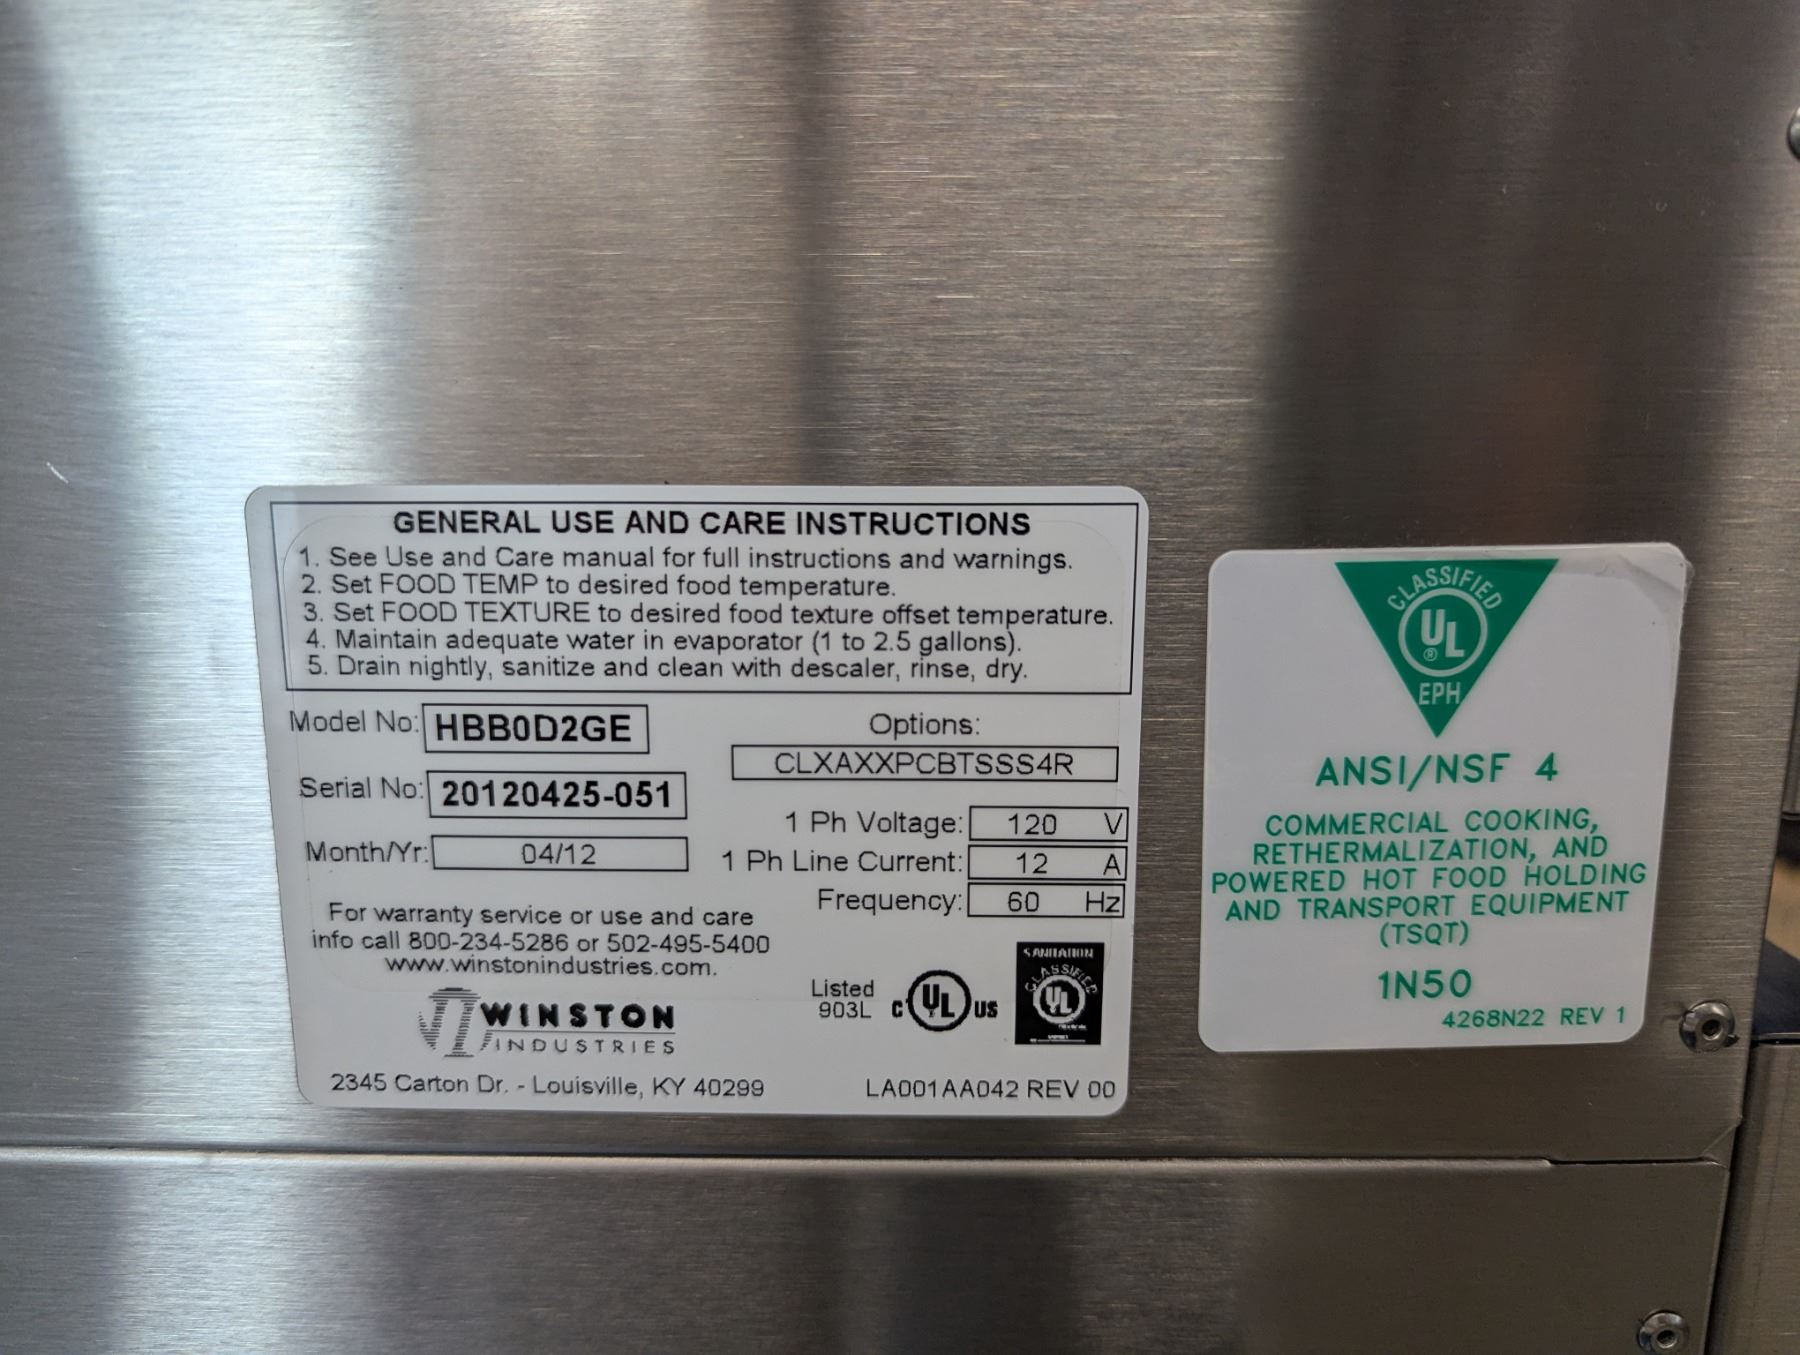 GENERAL USE AND CARE INSTRUCTIONS
1. See Use and Care manual for full instructions and warnings.
2. Set FOOD TEMP to desired food temperature.
3. Set FOOD TEXTURE to desired food texture offset temperature.
4. Maintain adequate water in evaporator (1 to 2.5 gallons).
5. Drain nightly, sanitize and clean with descaler, rinse, dry.
Model No: HBB0D2GE
Serial No: 20120425-051
Month/Yr: 04/12
Options:
CLXAXXPCBTSSS4R
1 Ph Voltage: 120 V
1 Ph Line Current: 12 A
Frequency: 60 Hz
For warranty service or use and care
info call 800-234-5286 or 502-495-5400
www.winstonindustries.com.
WINSTON
INDUSTRIES
2345 Carton Dr. - Louisville, KY 40299
Listed
903L
C UL US
SANITATION
CLASSIFIED
UL
LA001AA042 REV 00
CLASSIFIED
UL
®
EPH
ANSI/NSF 4
COMMERCIAL COOKING,
RETHERMALIZATION, AND
POWERED HOT FOOD HOLDING
AND TRANSPORT EQUIPMENT
(TSQT)
1N50
4268N22 REV 1